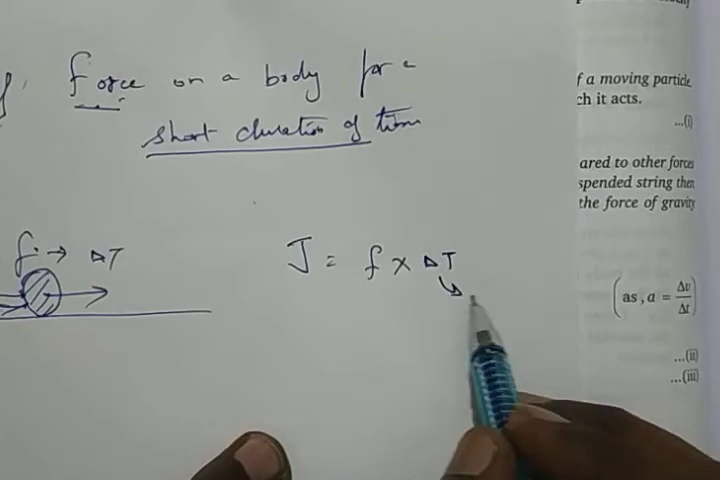 force on a body for a
short duration of time
f → ΔT
J = f x ΔT
f a moving particle
ch it acts.
...(i)
ared to other forces
spended string then
the force of gravity
(as, a = Δv/Δt)
...(ii)
...(iii)